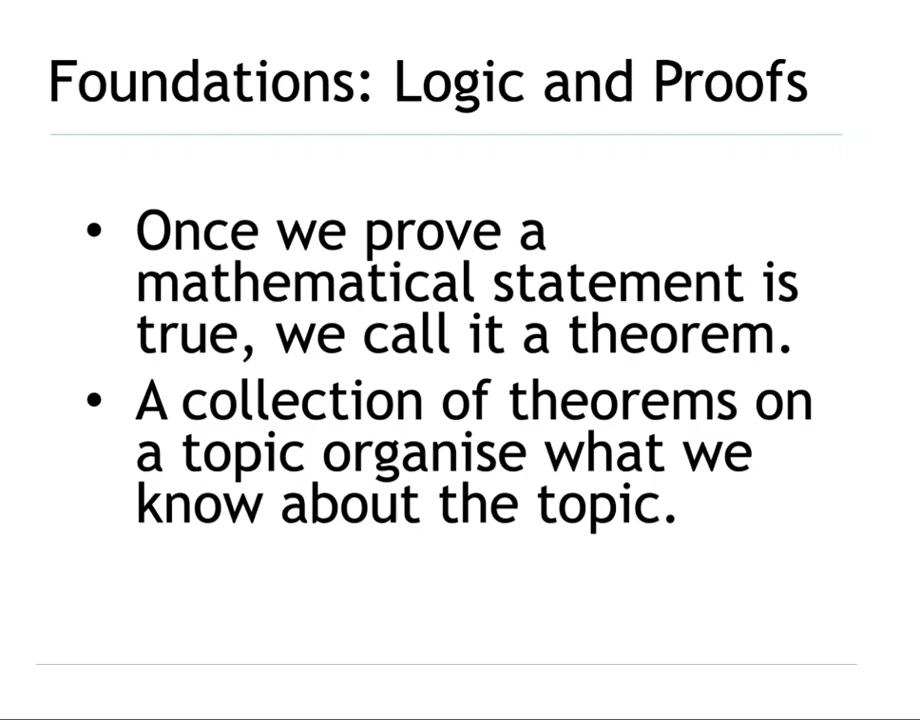 Foundations: Logic and Proofs
• Once we prove a
mathematical statement is
true, we call it a theorem.
• A collection of theorems on
a topic organise what we
know about the topic.